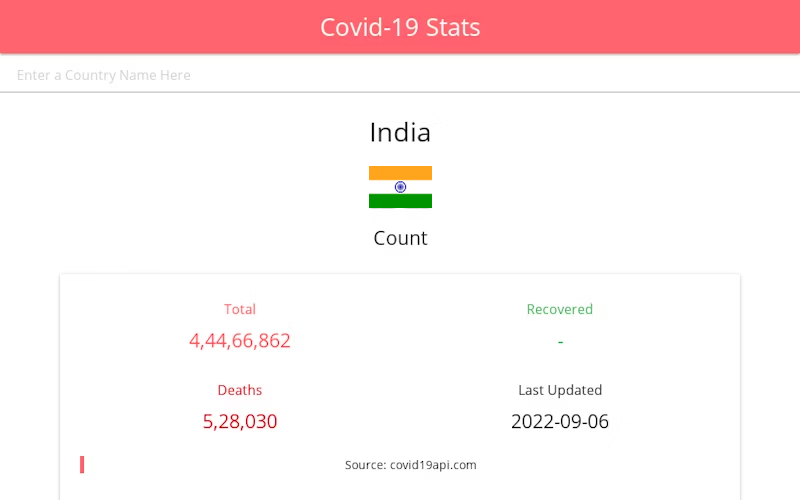 Covid-19 Stats
Enter a Country Name Here
India
Count
Total
4,44,66,862
Recovered
-
Deaths
5,28,030
Last Updated
2022-09-06
Source: covid19api.com